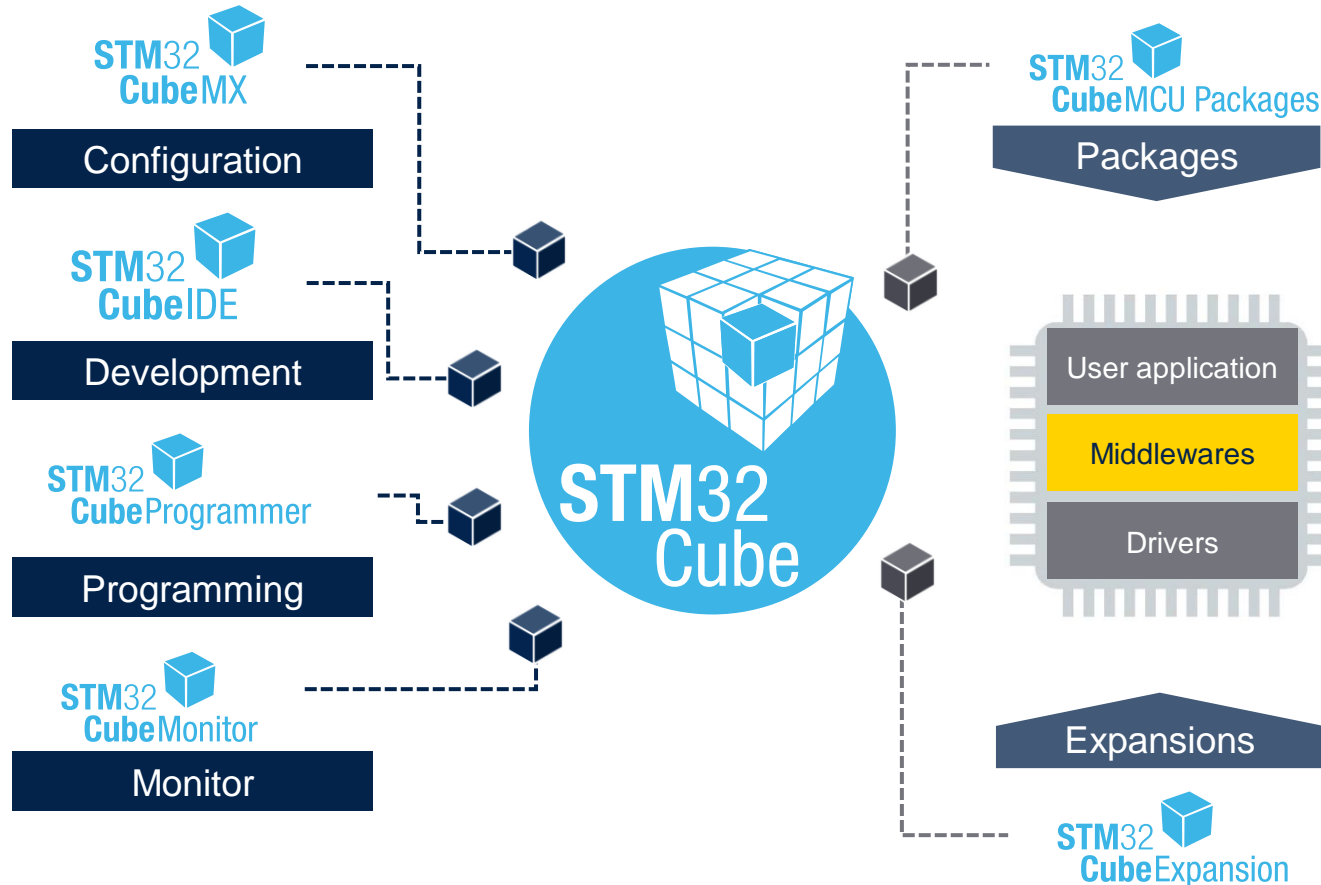 STM32
CubeMX
Configuration
STM32
CubeIDE
Development
STM32
CubeProgrammer
Programming
STM32
CubeMonitor
Monitor
STM32
Cube
STM32
CubeMCU Packages
Packages
User application
Middlewares
Drivers
Expansions
STM32
CubeExpansion